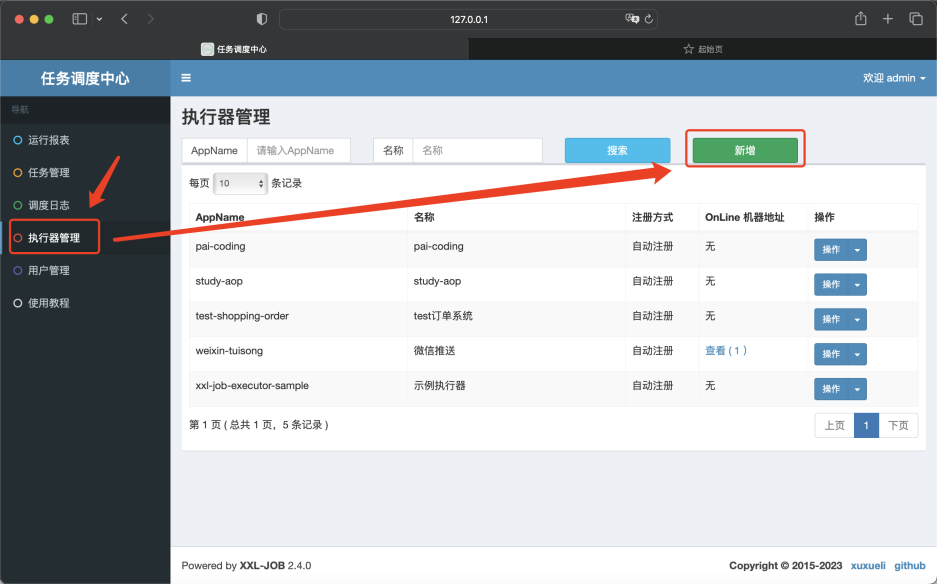 127.0.0.1
任务调度中心
起始页
任务调度中心
欢迎 admin
导航
运行报表
任务管理
调度日志
执行器管理
用户管理
使用教程
执行器管理
AppName 请输入AppName 名称 名称 搜索 新增
每页 10 条记录
AppName 名称 注册方式 OnLine 机器地址 操作
pai-coding pai-coding 自动注册 无 操作
study-aop study-aop 自动注册 无 操作
test-shopping-order test订单系统 自动注册 无 操作
weixin-tuisong 微信推送 自动注册 查看 ( 1 ) 操作
xxl-job-executor-sample 示例执行器 自动注册 无 操作
第 1 页 ( 总共 1 页，5 条记录 ) 上页 1 下页
Powered by XXL-JOB 2.4.0 Copyright © 2015-2023 xuxueli github